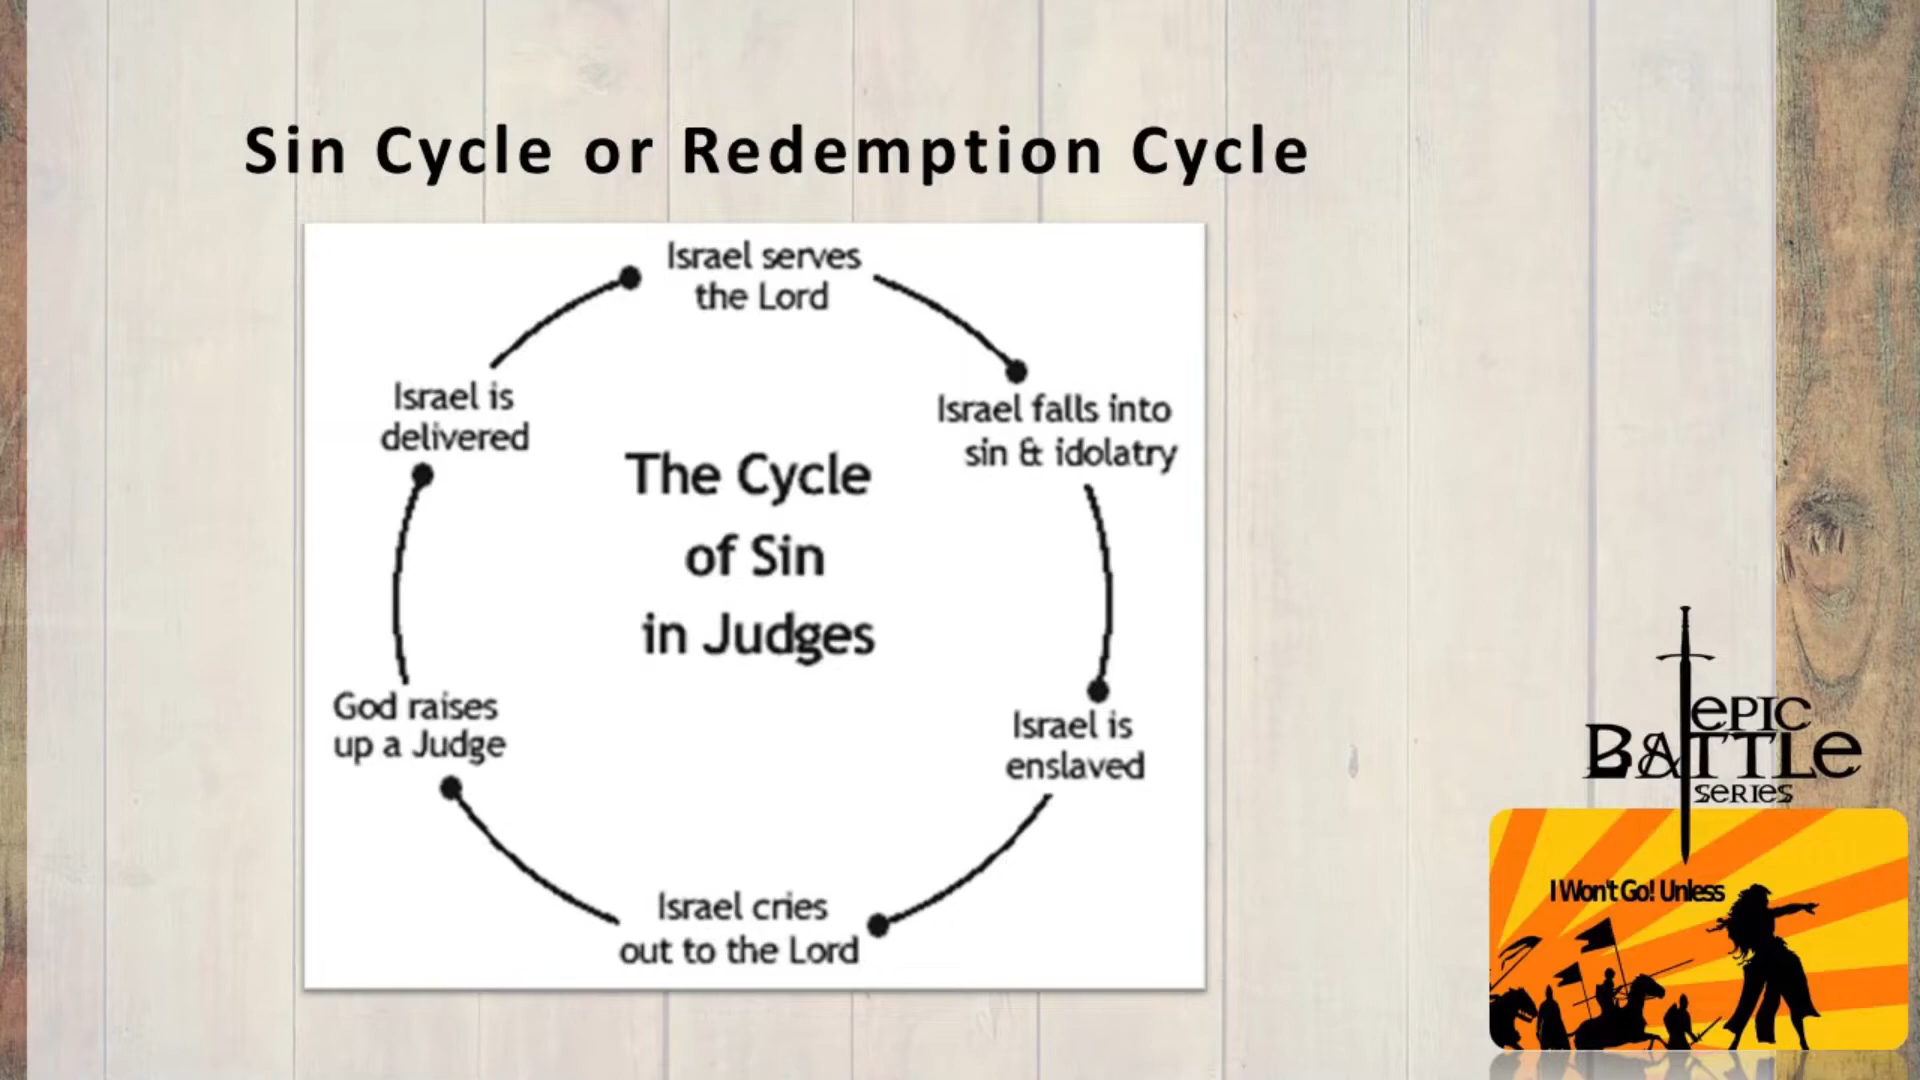 Sin Cycle or Redemption Cycle
Israel serves
the Lord
Israel falls into
sin & idolatry
Israel is
enslaved
Israel cries
out to the Lord
God raises
up a Judge
Israel is
delivered
The Cycle
of Sin
in Judges
EPIC
BATTLE
SERIES
I Won't Go! Unless